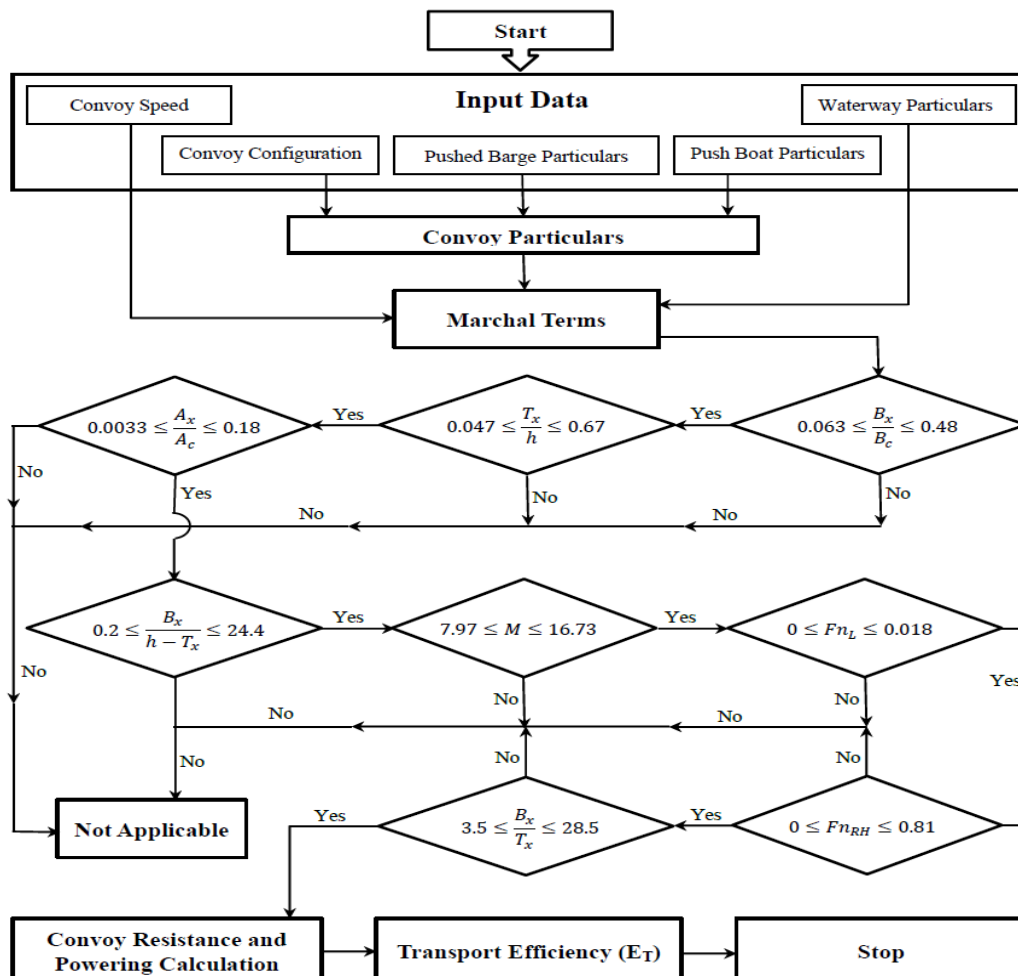 Start
Input Data
Convoy Speed
Waterway Particulars
Convoy Configuration
Pushed Barge Particulars
Push Boat Particulars
Convoy Particulars
Marchal Terms
0.0033 ≤ A_x/A_c ≤ 0.18
Yes
0.047 ≤ T_x/h ≤ 0.67
Yes
0.063 ≤ B_x/B_c ≤ 0.48
No
Yes
No
No
No
No
0.2 ≤ B_x/(h − T_x) ≤ 24.4
Yes
7.97 ≤ M ≤ 16.73
Yes
0 ≤ Fn_L ≤ 0.018
No
Yes
No
No
No
No
No
No
No
Not Applicable
Yes
3.5 ≤ B_x/T_x ≤ 28.5
Yes
0 ≤ Fn_RH ≤ 0.81
Convoy Resistance and
Powering Calculation
Transport Efficiency (E_T)
Stop